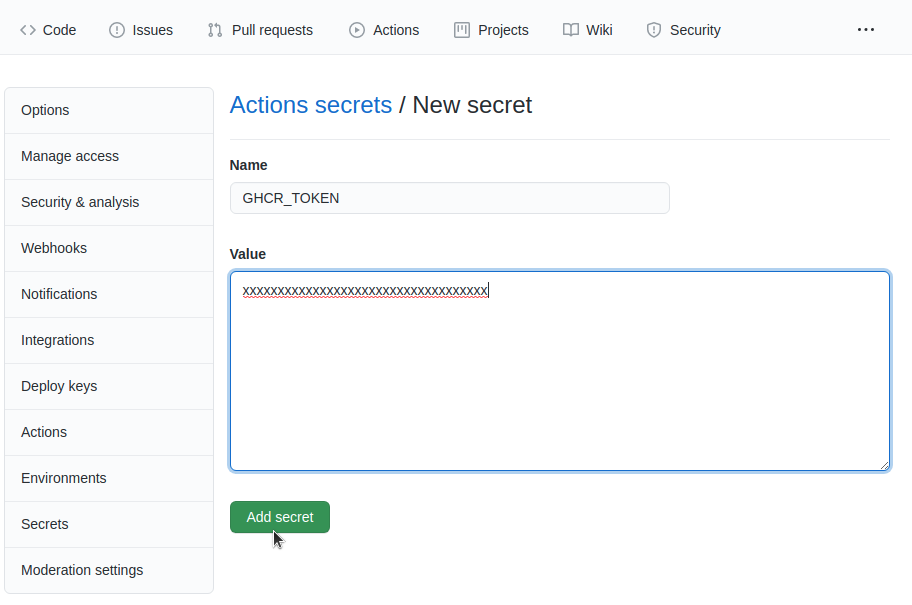 Code Issues Pull requests Actions Projects Wiki Security
Options
Manage access
Security & analysis
Webhooks
Notifications
Integrations
Deploy keys
Actions
Environments
Secrets
Moderation settings
Actions secrets / New secret
Name
GHCR_TOKEN
Value
xxxxxxxxxxxxxxxxxxxxxxxxxxxxxxxxxxx
Add secret